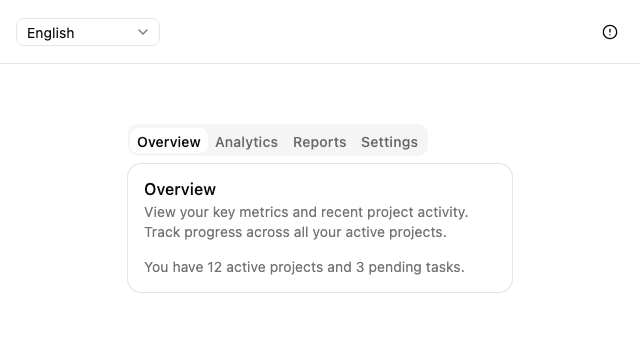 English
Overview Analytics Reports Settings
Overview
View your key metrics and recent project activity.
Track progress across all your active projects.
You have 12 active projects and 3 pending tasks.